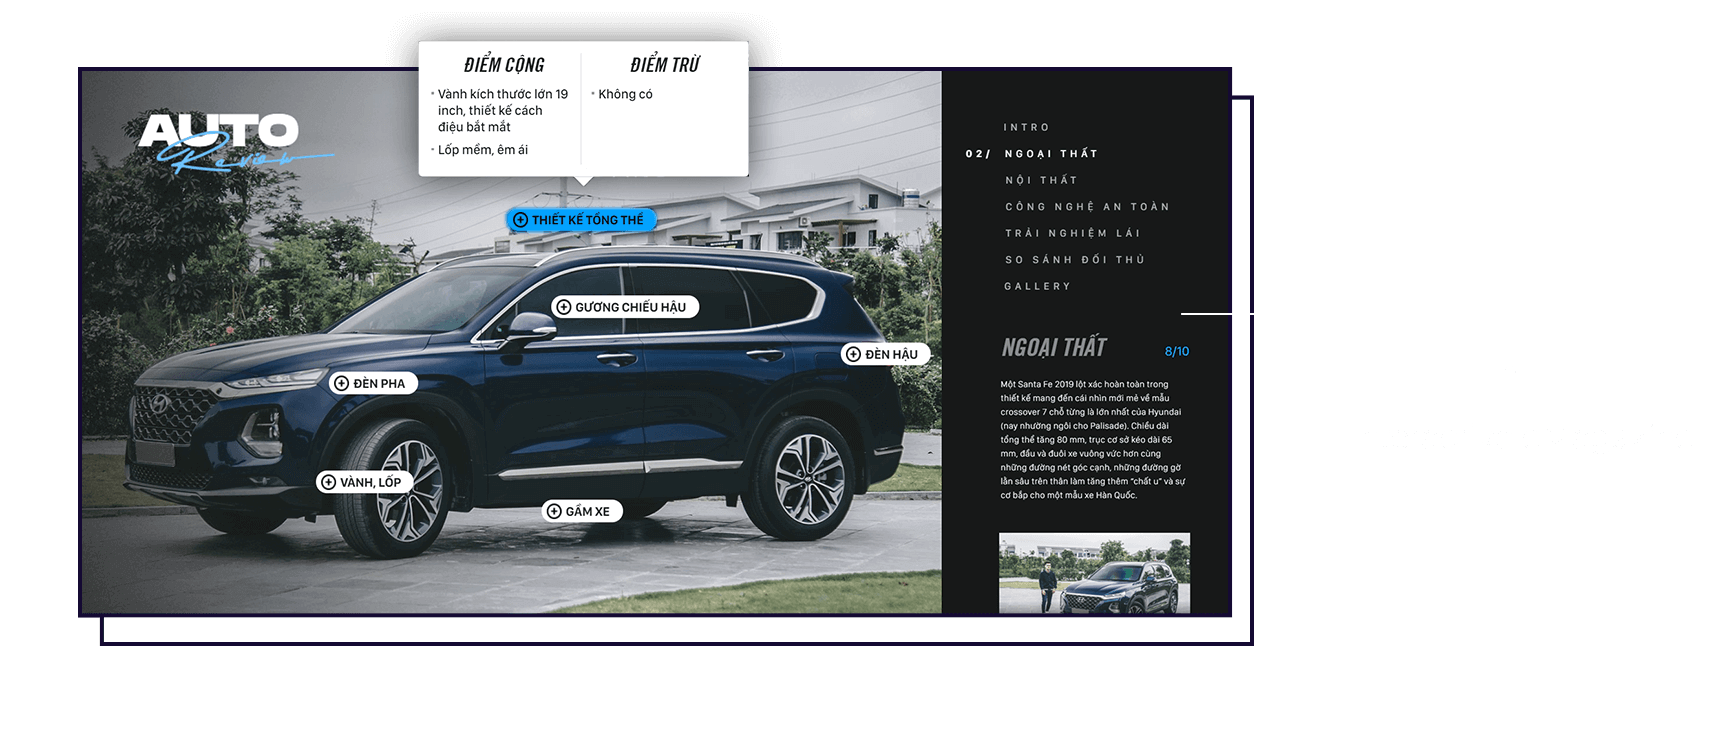 ĐIỂM CỘNG
Vành kích thước lớn 19
inch, thiết kế cách
điệu bắt mắt
Lốp mềm, êm ái
ĐIỂM TRỪ
Không có
AUTO
Review
THIẾT KẾ TỔNG THỂ
GƯƠNG CHIẾU HẬU
ĐÈN HẬU
ĐÈN PHA
VÀNH, LỐP
GẦM XE
INTRO
02/ NGOẠI THẤT
NỘI THẤT
CÔNG NGHỆ AN TOÀN
TRẢI NGHIỆM LÁI
SO SÁNH ĐỐI THỦ
GALLERY
NGOẠI THẤT 8/10
Một Santa Fe 2019 lột xác hoàn toàn trong
thiết kế mang đến cái nhìn mới mẻ về mẫu
crossover 7 chỗ từng là lớn nhất của Hyundai
(nay nhường ngôi cho Palisade). Chiều dài
tổng thể tăng 80 mm, trục cơ sở kéo dài 65
mm, đầu và đuôi xe vuông vức hơn cùng
những đường nét góc cạnh, những đường gờ
lằn sâu trên thân làm tăng thêm “chất u” và sự
cơ bắp cho một mẫu xe Hàn Quốc.